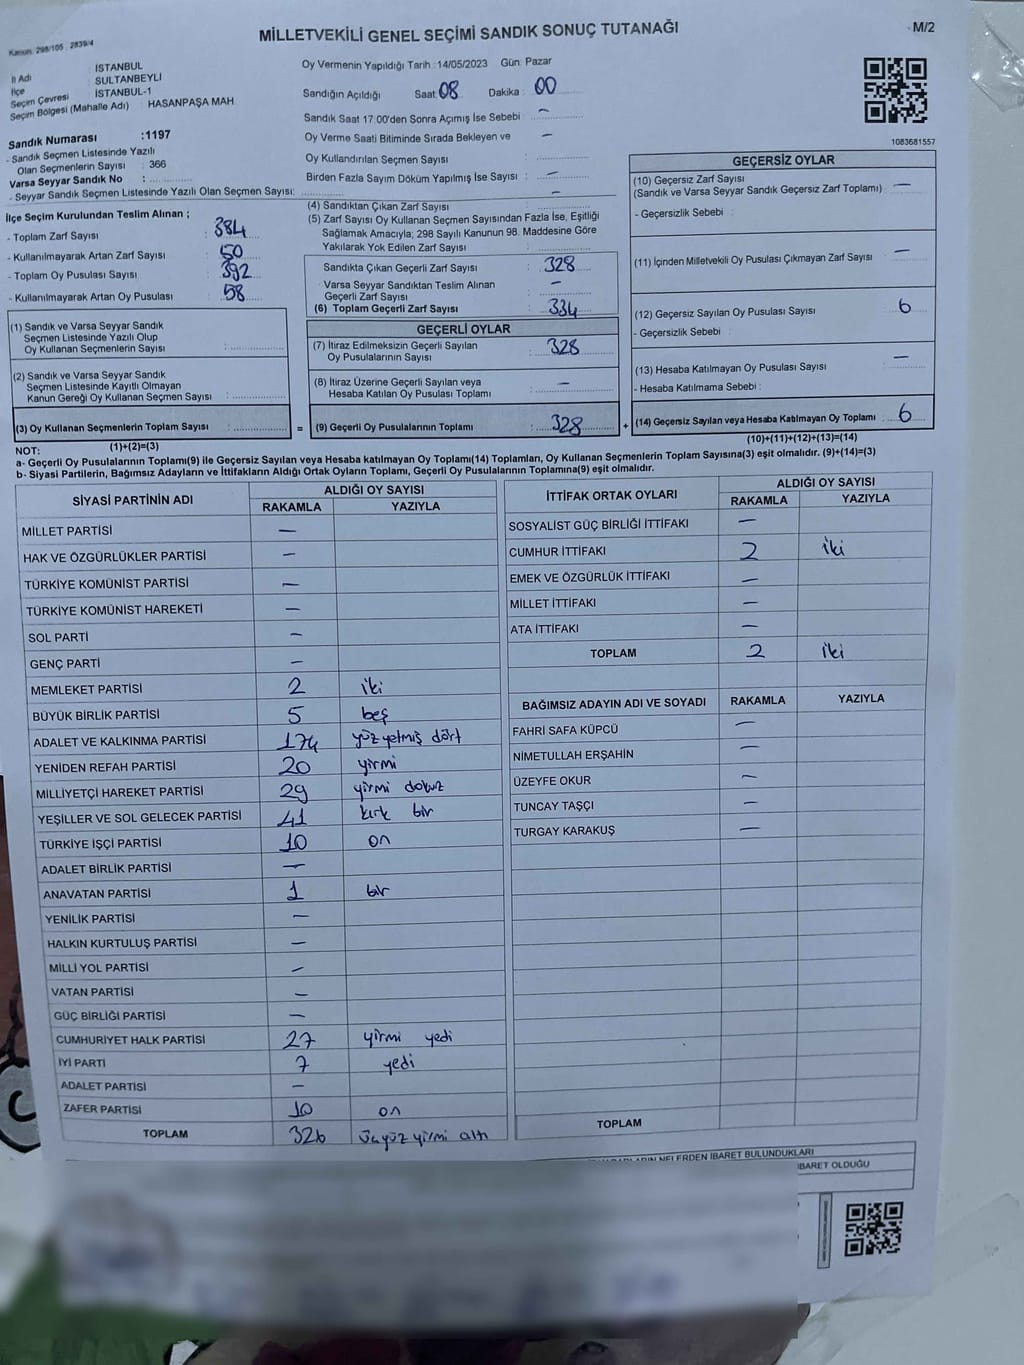 Kanun: 298/105 , 2839/4
MİLLETVEKİLİ GENEL SEÇİMİ SANDIK SONUÇ TUTANAĞI
M/2
İl Adı : İSTANBUL
İlçe : SULTANBEYLİ
Seçim Çevresi : İSTANBUL-1
Seçim Bölgesi (Mahalle Adı) : HASANPAŞA MAH.
Sandık Numarası :1197
- Sandık Seçmen Listesinde Yazılı
Olan Seçmenlerin Sayısı : 366
Varsa Seyyar Sandık No :
- Seyyar Sandık Seçmen Listesinde Yazılı Olan Seçmen Sayısı:
Oy Vermenin Yapıldığı Tarih : 14/05/2023 Gün: Pazar
Sandığın Açıldığı Saat 08 Dakika : 00
Sandık Saat 17:00'den Sonra Açımış İse Sebebi : —
Oy Verme Saati Bitiminde Sırada Bekleyen ve —
Oy Kullandırılan Seçmen Sayısı :
Birden Fazla Sayım Döküm Yapılmış İse Sayısı : —
1083681557
İlçe Seçim Kurulundan Teslim Alınan ;
- Toplam Zarf Sayısı : 384
- Kullanılmayarak Artan Zarf Sayısı : 50
- Toplam Oy Pusulası Sayısı : 392
- Kullanılmayarak Artan Oy Pusulası : 58
(1) Sandık ve Varsa Seyyar Sandık
Seçmen Listesinde Yazılı Olup
Oy Kullanan Seçmenlerin Sayısı :
(2) Sandık ve Varsa Seyyar Sandık
Seçmen Listesinde Kayıtlı Olmayan
Kanun Gereği Oy Kullanan Seçmen Sayısı :
(3) Oy Kullanan Seçmenlerin Toplam Sayısı :
(4) Sandıktan Çıkan Zarf Sayısı : —
(5) Zarf Sayısı Oy Kullanan Seçmen Sayısından Fazla İse, Eşitliği
Sağlamak Amacıyla; 298 Sayılı Kanunun 98. Maddesine Göre
Yakılarak Yok Edilen Zarf Sayısı :
Sandıkta Çıkan Geçerli Zarf Sayısı : 328
Varsa Seyyar Sandıktan Teslim Alınan
Geçerli Zarf Sayısı : —
(6) Toplam Geçerli Zarf Sayısı : 334
GEÇERLİ OYLAR
(7) İtiraz Edilmeksizin Geçerli Sayılan
Oy Pusulalarının Sayısı : 328
(8) İtiraz Üzerine Geçerli Sayılan veya
Hesaba Katılan Oy Pusulası Toplamı : —
= (9) Geçerli Oy Pusulalarının Toplamı : 328
GEÇERSİZ OYLAR
(10) Geçersiz Zarf Sayısı
(Sandık ve Varsa Seyyar Sandık Geçersiz Zarf Toplamı) : —
- Geçersizlik Sebebi :
(11) İçinden Milletvekili Oy Pusulası Çıkmayan Zarf Sayısı : —
(12) Geçersiz Sayılan Oy Pusulası Sayısı : 6
- Geçersizlik Sebebi :
(13) Hesaba Katılmayan Oy Pusulası Sayısı : —
- Hesaba Katılmama Sebebi :
+ (14) Geçersiz Sayılan veya Hesaba Katılmayan Oy Toplamı : 6
NOT: (1)+(2)=(3)
(10)+(11)+(12)+(13)=(14)
a- Geçerli Oy Pusulalarının Toplamı(9) ile Geçersiz Sayılan veya Hesaba katılmayan Oy Toplamı(14) Toplamları, Oy Kullanan Seçmenlerin Toplam Sayısına(3) eşit olmalıdır. (9)+(14)=(3)
b- Siyasi Partilerin, Bağımsız Adayların ve İttifakların Aldığı Ortak Oyların Toplamı, Geçerli Oy Pusulalarının Toplamına(9) eşit olmalıdır.
SİYASİ PARTİNİN ADI ALDIĞI OY SAYISI
RAKAMLA YAZIYLA
MİLLET PARTİSİ —
HAK VE ÖZGÜRLÜKLER PARTİSİ —
TÜRKİYE KOMÜNİST PARTİSİ —
TÜRKİYE KOMÜNİST HAREKETİ —
SOL PARTİ —
GENÇ PARTİ —
MEMLEKET PARTİSİ 2 iki
BÜYÜK BİRLİK PARTİSİ 5 beş
ADALET VE KALKINMA PARTİSİ 174 yüz yetmiş dört
YENİDEN REFAH PARTİSİ 20 yirmi
MİLLİYETÇİ HAREKET PARTİSİ 29 yirmi dokuz
YEŞİLLER VE SOL GELECEK PARTİSİ 41 kırk bir
TÜRKİYE İŞÇİ PARTİSİ 10 on
ADALET BİRLİK PARTİSİ —
ANAVATAN PARTİSİ 1 bir
YENİLİK PARTİSİ —
HALKIN KURTULUŞ PARTİSİ —
MİLLİ YOL PARTİSİ —
VATAN PARTİSİ —
GÜÇ BİRLİĞİ PARTİSİ —
CUMHURİYET HALK PARTİSİ 27 yirmi yedi
İYİ PARTİ 7 yedi
ADALET PARTİSİ —
ZAFER PARTİSİ 10 on
TOPLAM 326 üçyüz yirmi altı
İTTİFAK ORTAK OYLARI ALDIĞI OY SAYISI
RAKAMLA YAZIYLA
SOSYALİST GÜÇ BİRLİĞİ İTTİFAKI —
CUMHUR İTTİFAKI 2 iki
EMEK VE ÖZGÜRLÜK İTTİFAKI —
MİLLET İTTİFAKI —
ATA İTTİFAKI —
TOPLAM 2 iki
BAĞIMSIZ ADAYIN ADI VE SOYADI RAKAMLA YAZIYLA
FAHRİ SAFA KÜPCÜ —
NİMETULLAH ERŞAHİN —
ÜZEYFE OKUR —
TUNCAY TAŞÇI —
TURGAY KARAKUŞ —
TOPLAM
NELERDEN İBARET BULUNDUKLARI
İBARET OLDUĞU